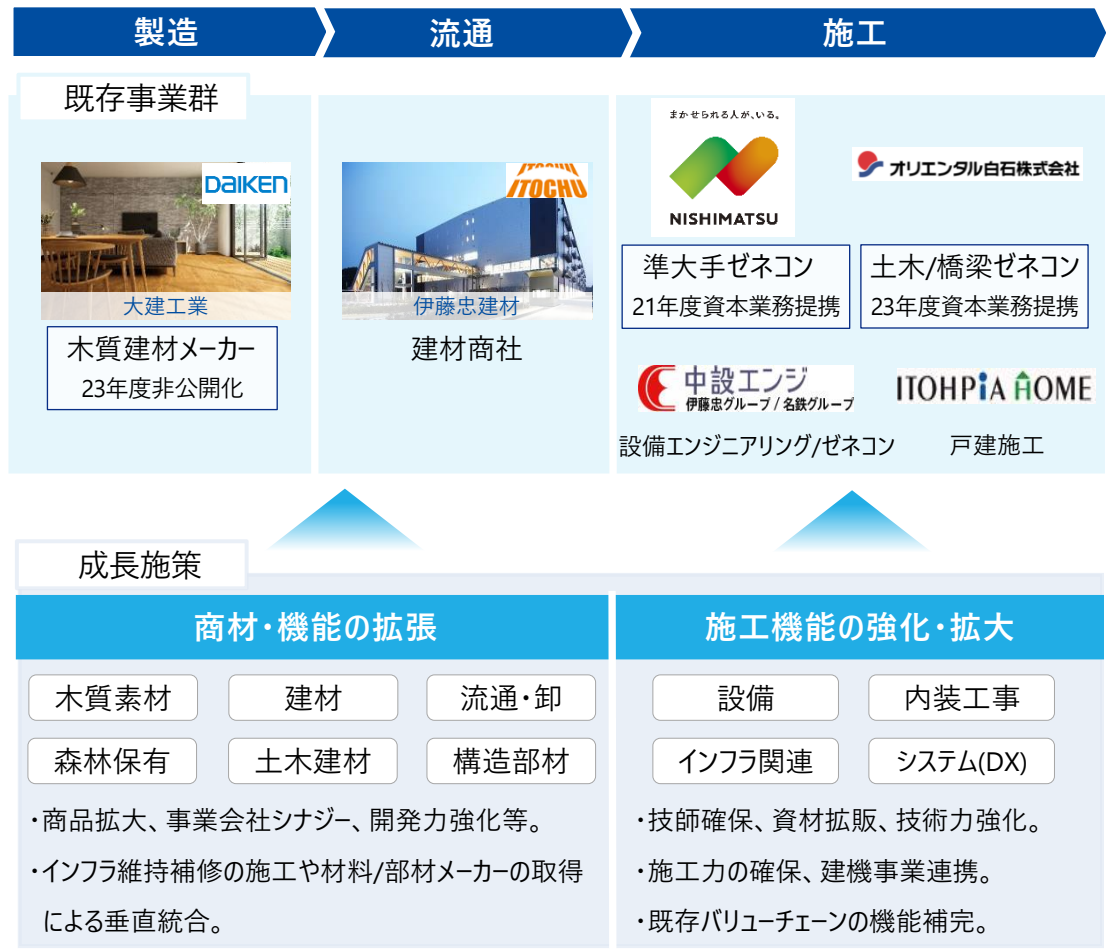 製造
流通
施工
既存事業群
DAIKEN
大建工業
木質建材メーカー
23年度非公開化
ITOCHU
ITOCHU
伊藤忠建材
建材商社
まかせられる人が、いる。
NISHIMATSU
準大手ゼネコン
21年度資本業務提携
オリエンタル白石株式会社
土木/橋梁ゼネコン
23年度資本業務提携
中設エンジ
伊藤忠グループ/名鉄グループ
設備エンジニアリング/ゼネコン
ITOHPiA HOME
戸建施工
成長施策
商材・機能の拡張
木質素材
建材
流通・卸
森林保有
土木建材
構造部材
・商品拡大、事業会社シナジー、開発力強化等。
・インフラ維持補修の施工や材料/部材メーカーの取得
による垂直統合。
施工機能の強化・拡大
設備
内装工事
インフラ関連
システム(DX)
・技師確保、資材拡販、技術力強化。
・施工力の確保、建機事業連携。
・既存バリューチェーンの機能補完。